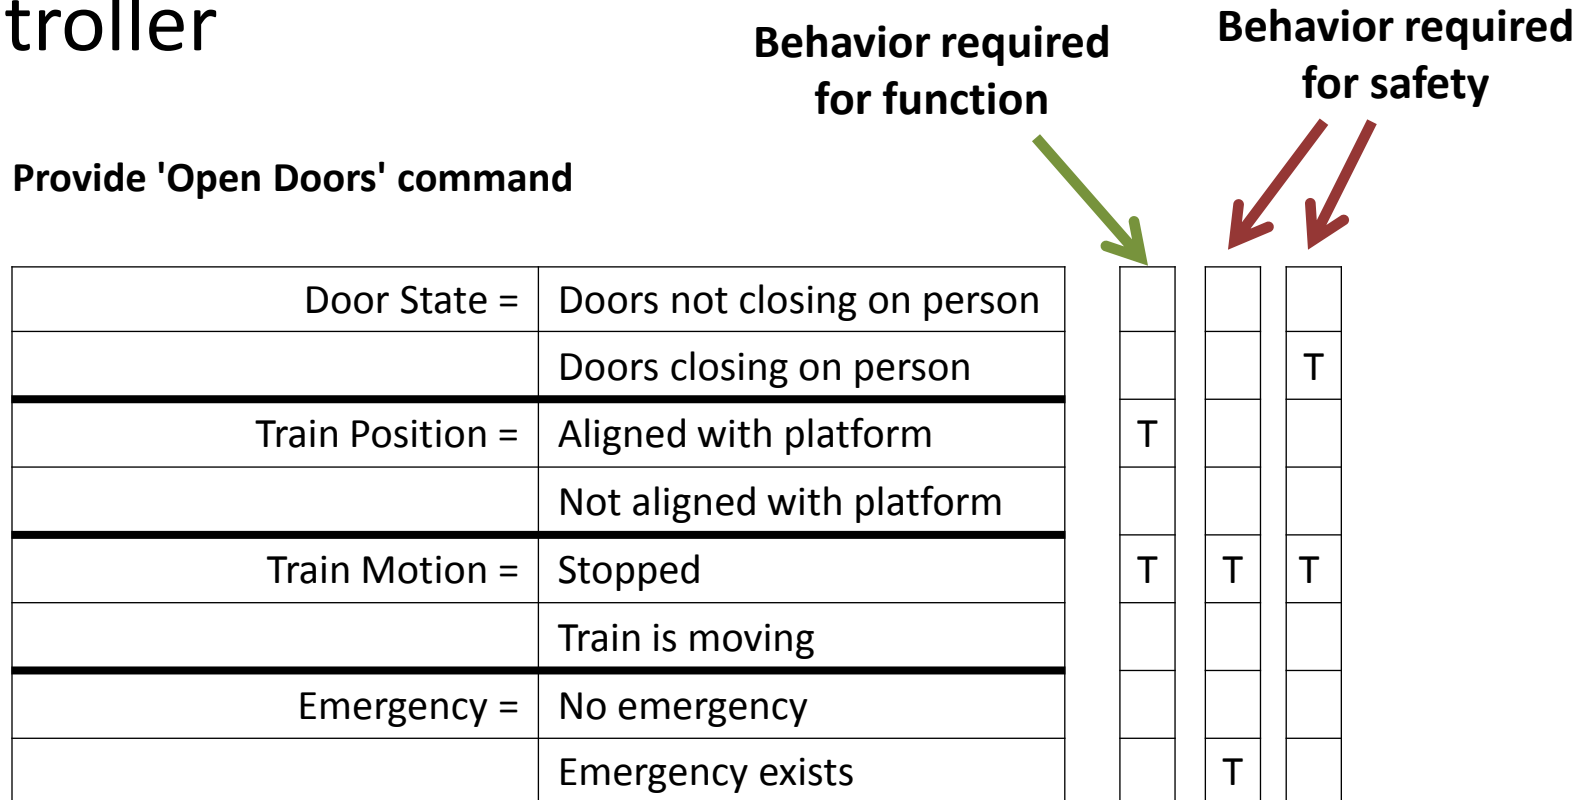 troller
Behavior required
for function
Behavior required
for safety
Provide 'Open Doors' command
Door State = Doors not closing on person
Doors closing on person T
Train Position = Aligned with platform T
Not aligned with platform
Train Motion = Stopped T T T
Train is moving
Emergency = No emergency
Emergency exists T